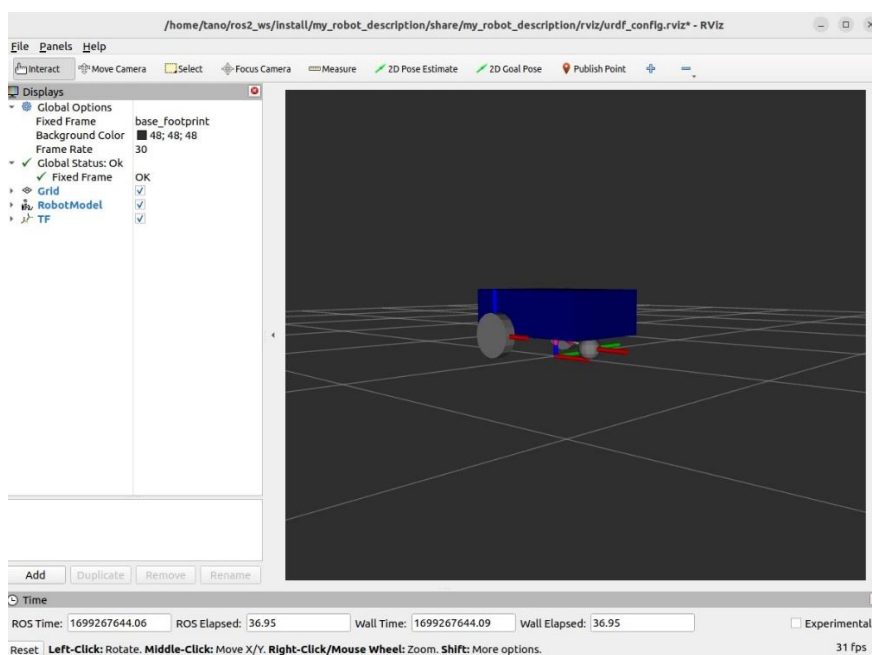 /home/tano/ros2_ws/install/my_robot_description/share/my_robot_description/rviz/urdf_config.rviz* - RViz
File Panels Help
Interact Move Camera Select Focus Camera Measure 2D Pose Estimate 2D Goal Pose Publish Point
Displays
Global Options
Fixed Frame base_footprint
Background Color 48; 48; 48
Frame Rate 30
Global Status: Ok
Fixed Frame OK
Grid
RobotModel
TF
Add Duplicate Remove Rename
Time
ROS Time: 1699267644.06 ROS Elapsed: 36.95 Wall Time: 1699267644.09 Wall Elapsed: 36.95 Experimental
Reset Left-Click: Rotate. Middle-Click: Move X/Y. Right-Click/Mouse Wheel: Zoom. Shift: More options. 31 fps